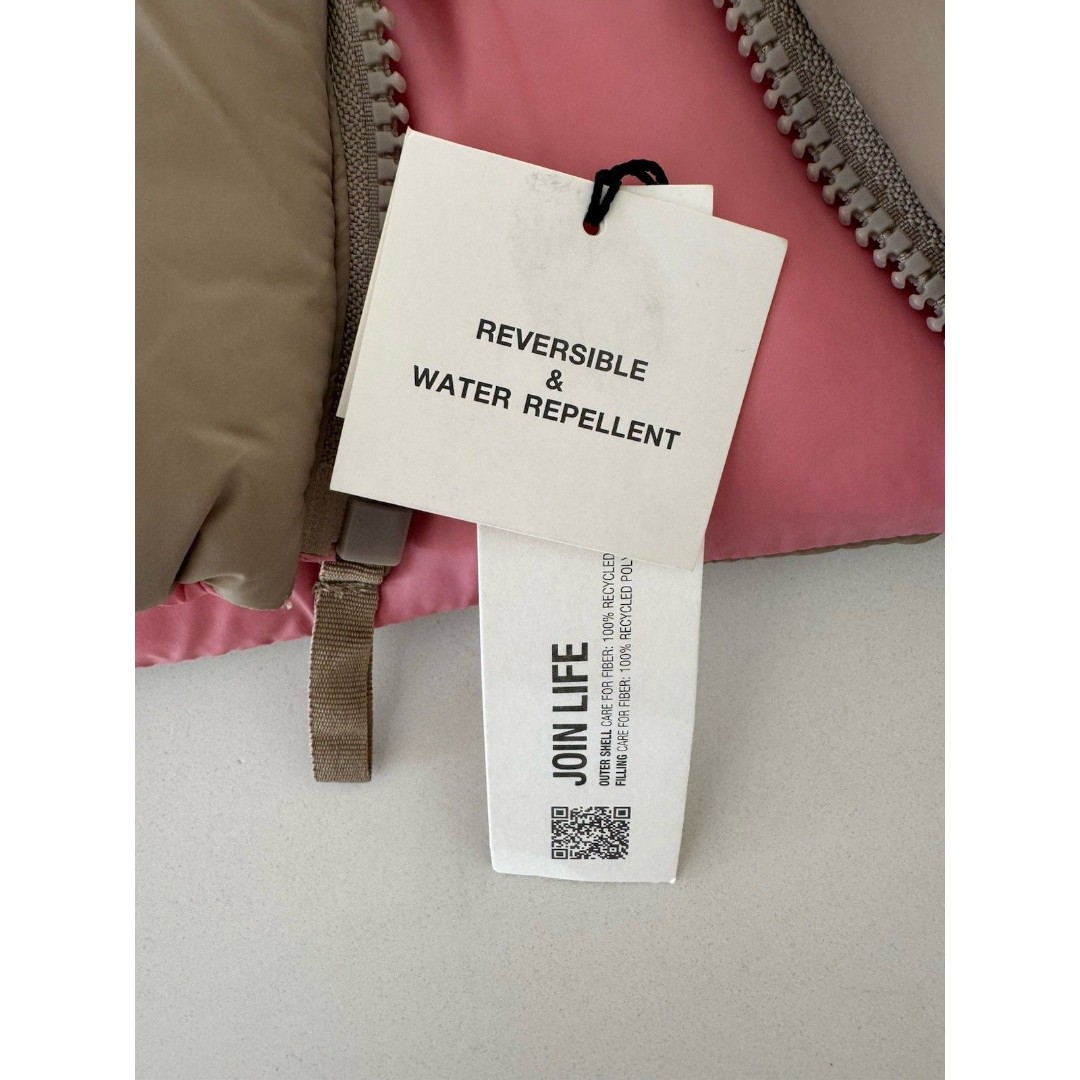 REVERSIBLE
&
WATER REPELLENT
JOIN LIFE
OUTER SHELL CARE FOR FIBER: 100% RECYCLED
FILLING CARE FOR FIBER: 100% RECYCLED